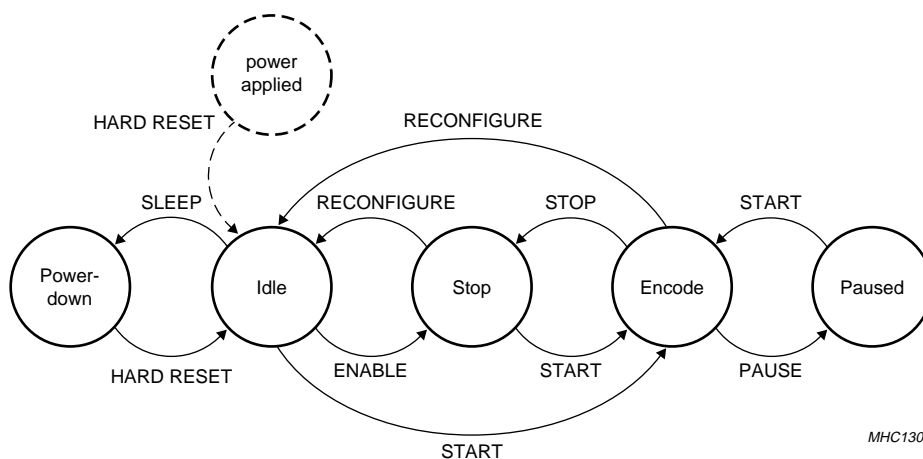 power
applied
HARD RESET
RECONFIGURE
SLEEP
RECONFIGURE
STOP
START
Power-
down
Idle
Stop
Encode
Paused
HARD RESET
ENABLE
START
PAUSE
START
MHC130